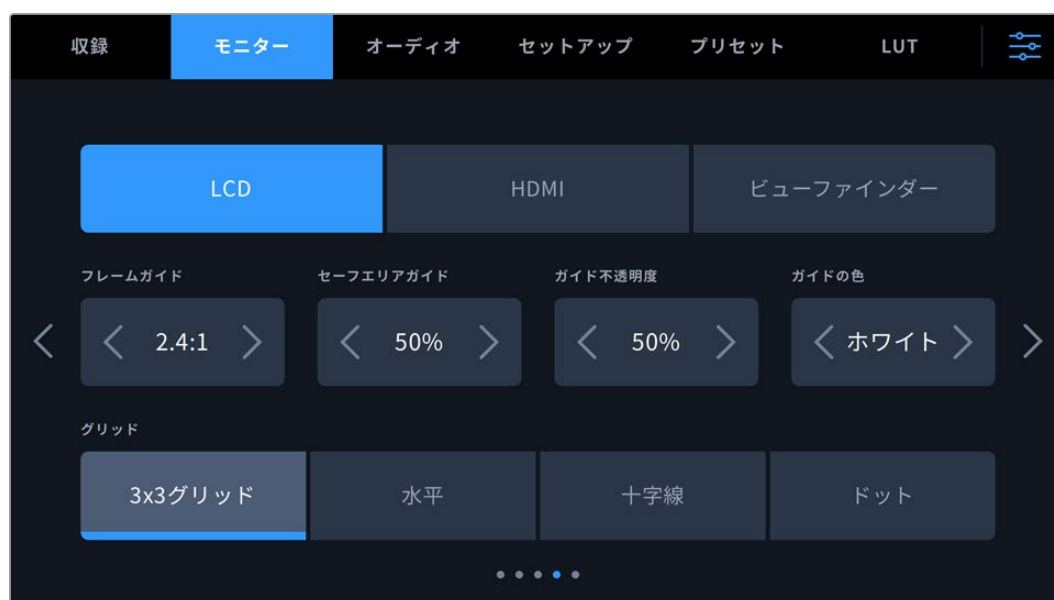 収録 モニター オーディオ セットアップ プリセット LUT
LCD HDMI ビューファインダー
フレームガイド セーフエリアガイド ガイド不透明度 ガイドの色
2.4:1 50% 50% ホワイト
グリッド
3x3グリッド 水平 十字線 ドット